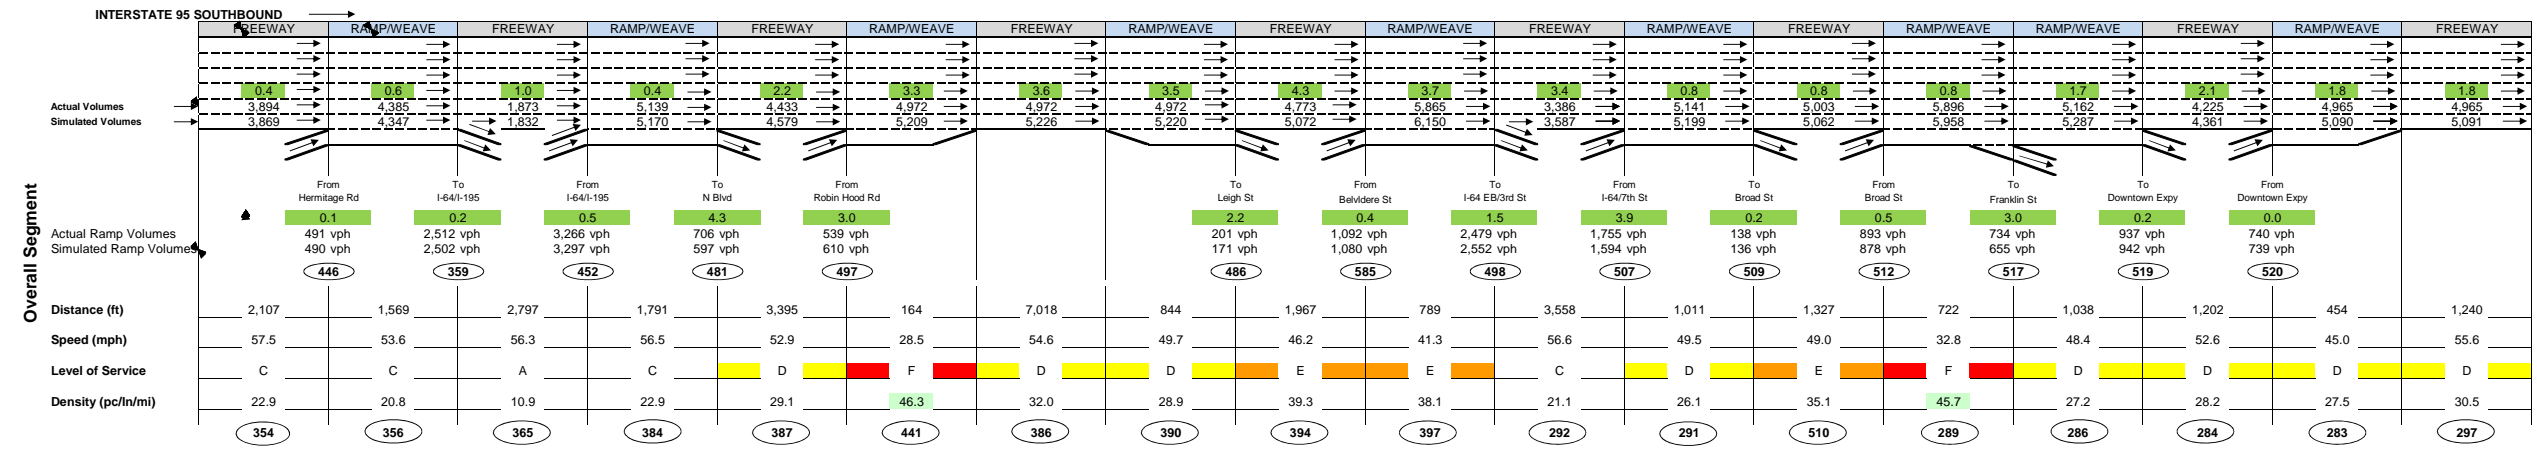 INTERSTATE 95 SOUTHBOUND
FREEWAY RAMP/WEAVE FREEWAY RAMP/WEAVE FREEWAY RAMP/WEAVE FREEWAY RAMP/WEAVE FREEWAY RAMP/WEAVE FREEWAY RAMP/WEAVE FREEWAY RAMP/WEAVE RAMP/WEAVE FREEWAY RAMP/WEAVE FREEWAY
0.4 0.6 1.0 0.4 2.2 3.3 3.6 3.5 4.3 3.7 3.4 0.8 0.8 0.8 1.7 2.1 1.8 1.8
Actual Volumes 3,894 4,385 1,873 5,139 4,433 4,972 4,972 4,972 4,773 5,865 3,386 5,141 5,003 5,896 5,162 4,225 4,965 4,965
Simulated Volumes 3,869 4,347 1,832 5,170 4,579 5,209 5,226 5,220 5,072 6,150 3,587 5,199 5,062 5,958 5,287 4,361 5,090 5,091
From To From To From To From To From To From To To From
Hermitage Rd I-64/I-195 I-64/I-195 N Blvd Robin Hood Rd Leigh St Belvldere St I-64 EB/3rd St I-64/7th St Broad St Broad St Franklin St Downtown Expy Downtown Expy
0.1 0.2 0.5 4.3 3.0 2.2 0.4 1.5 3.9 0.2 0.5 3.0 0.2 0.0
Actual Ramp Volumes 491 vph 2,512 vph 3,266 vph 706 vph 539 vph 201 vph 1,092 vph 2,479 vph 1,755 vph 138 vph 893 vph 734 vph 937 vph 740 vph
Simulated Ramp Volumes 490 vph 2,502 vph 3,297 vph 597 vph 610 vph 171 vph 1,080 vph 2,552 vph 1,594 vph 136 vph 878 vph 655 vph 942 vph 739 vph
446 359 452 481 497 486 585 498 507 509 512 517 519 520
Overall Segment
Distance (ft) 2,107 1,569 2,797 1,791 3,395 164 7,018 844 1,967 789 3,558 1,011 1,327 722 1,038 1,202 454 1,240
Speed (mph) 57.5 53.6 56.3 56.5 52.9 28.5 54.6 49.7 46.2 41.3 56.6 49.5 49.0 32.8 48.4 52.6 45.0 55.6
Level of Service C C A C D F D D E E C D E F D D D D
Density (pc/ln/mi) 22.9 20.8 10.9 22.9 29.1 46.3 32.0 28.9 39.3 38.1 21.1 26.1 35.1 45.7 27.2 28.2 27.5 30.5
354 356 365 384 387 441 386 390 394 397 292 291 510 289 286 284 283 297